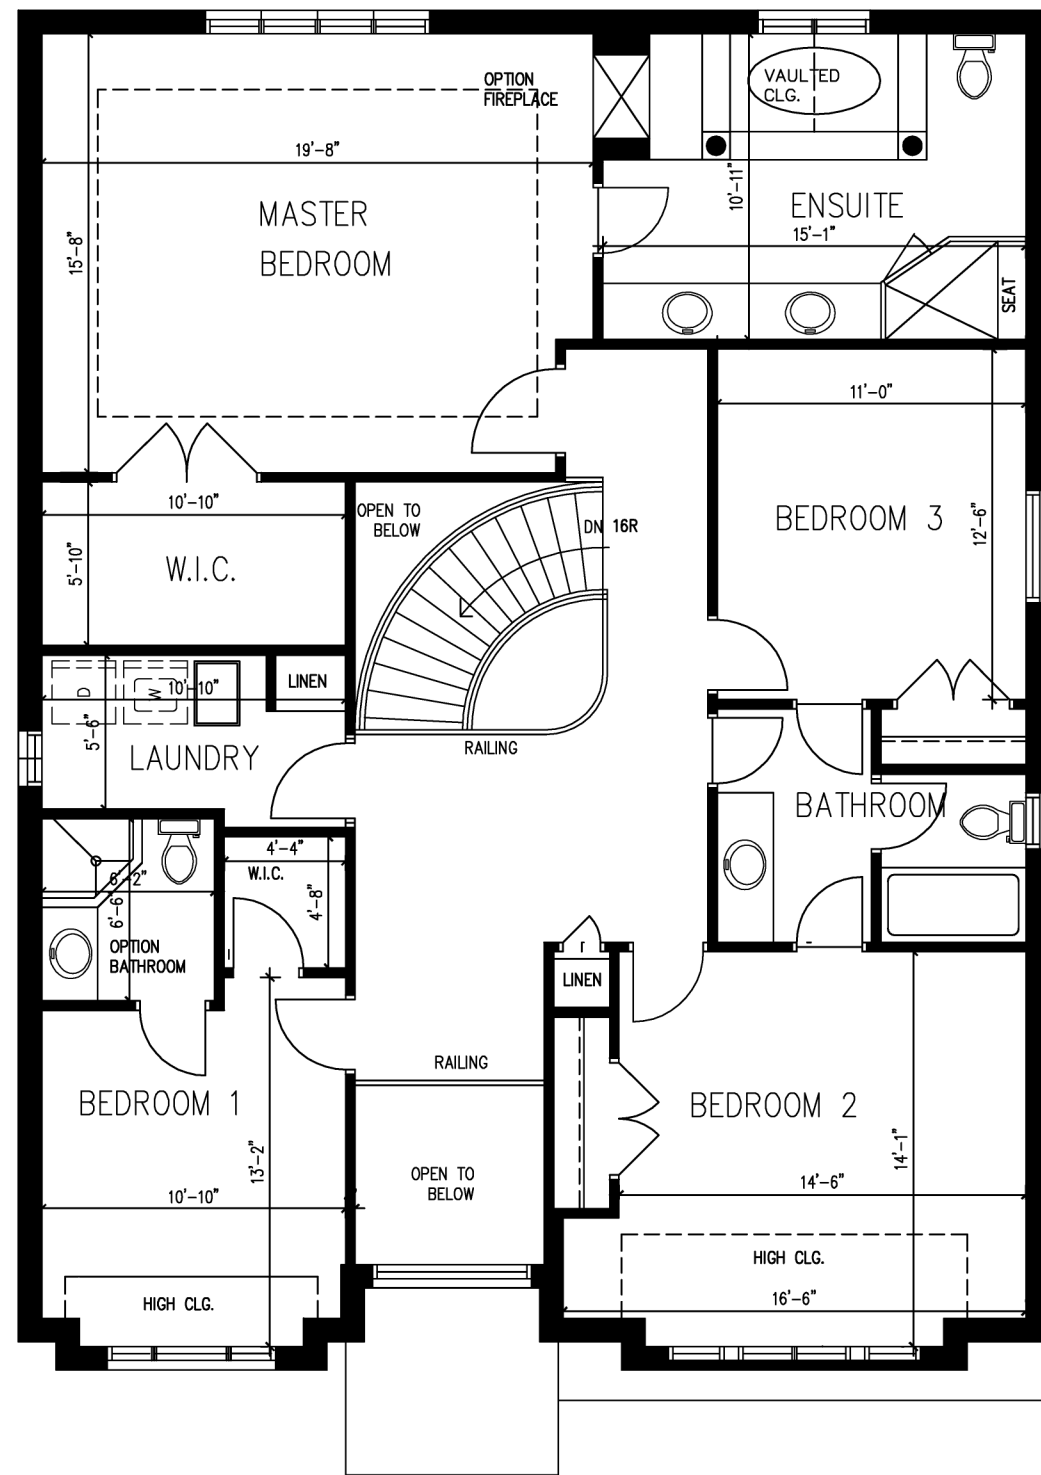 OPTION
FIREPLACE
VAULTED
CLG.
19'-8"
10'-11"
MASTER
BEDROOM
ENSUITE
15'-1"
15'-8"
SEAT
11'-0"
10'-10"
OPEN TO
BELOW
DN 16R
BEDROOM 3
12'-6"
5'-10"
W.I.C.
D
W
10'-10"
LINEN
5'-6"
LAUNDRY
RAILING
BATHROOM
4'-4"
W.I.C.
6'-2"
4'-8"
6'-6"
OPTION
BATHROOM
LINEN
RAILING
BEDROOM 1
BEDROOM 2
13'-2"
14'-1"
OPEN TO
BELOW
10'-10"
14'-6"
HIGH CLG.
16'-6"
HIGH CLG.